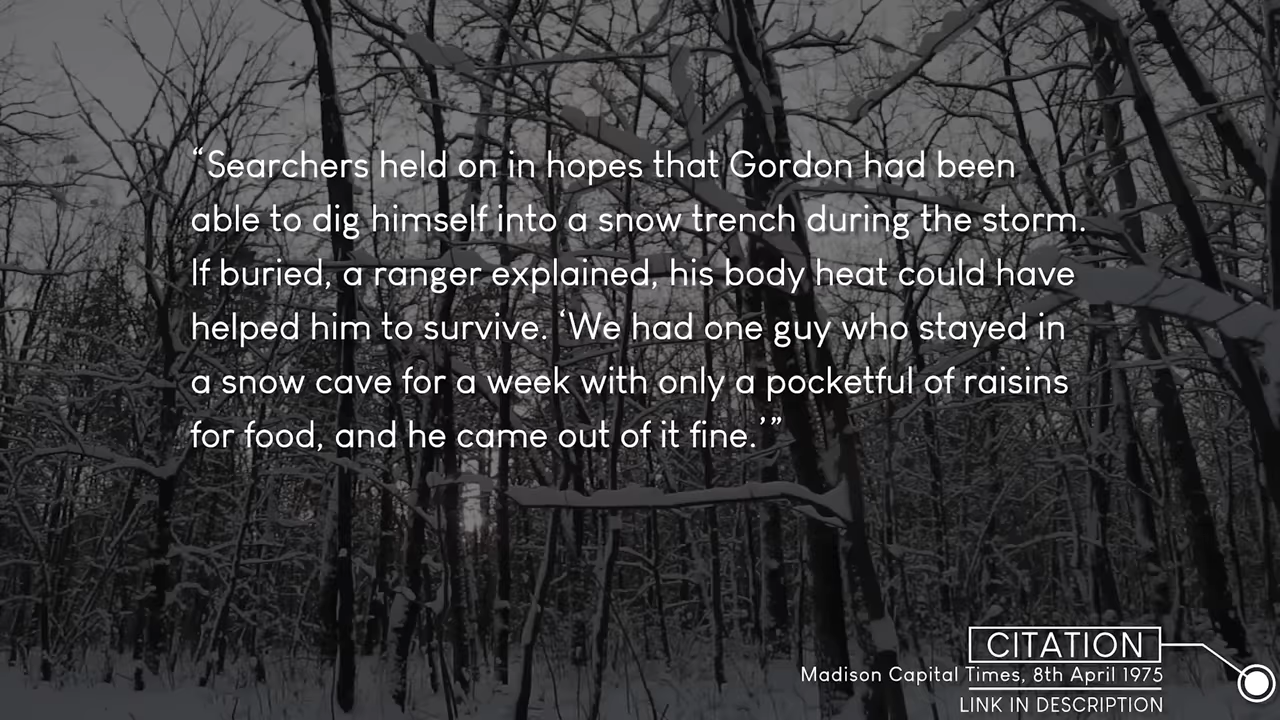 “Searchers held on in hopes that Gordon had been
able to dig himself into a snow trench during the storm.
If buried, a ranger explained, his body heat could have
helped him to survive. ‘We had one guy who stayed in
a snow cave for a week with only a pocketful of raisins
for food, and he came out of it fine.’”
CITATION
Madison Capital Times, 8th April 1975
LINK IN DESCRIPTION